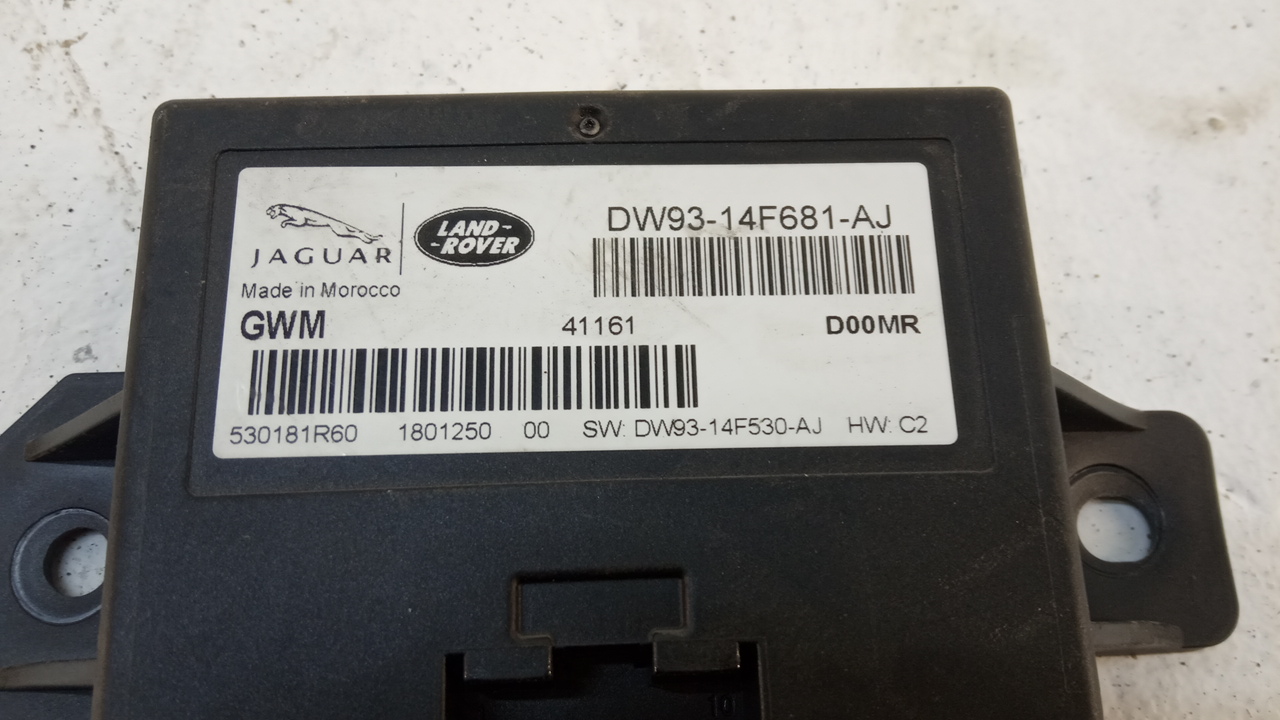 JAGUAR
LAND-
-ROVER
Made in Morocco
DW93-14F681-AJ
GWM 41161 D00MR
530181R60 1801250 00 SW: DW93-14F530-AJ HW: C2